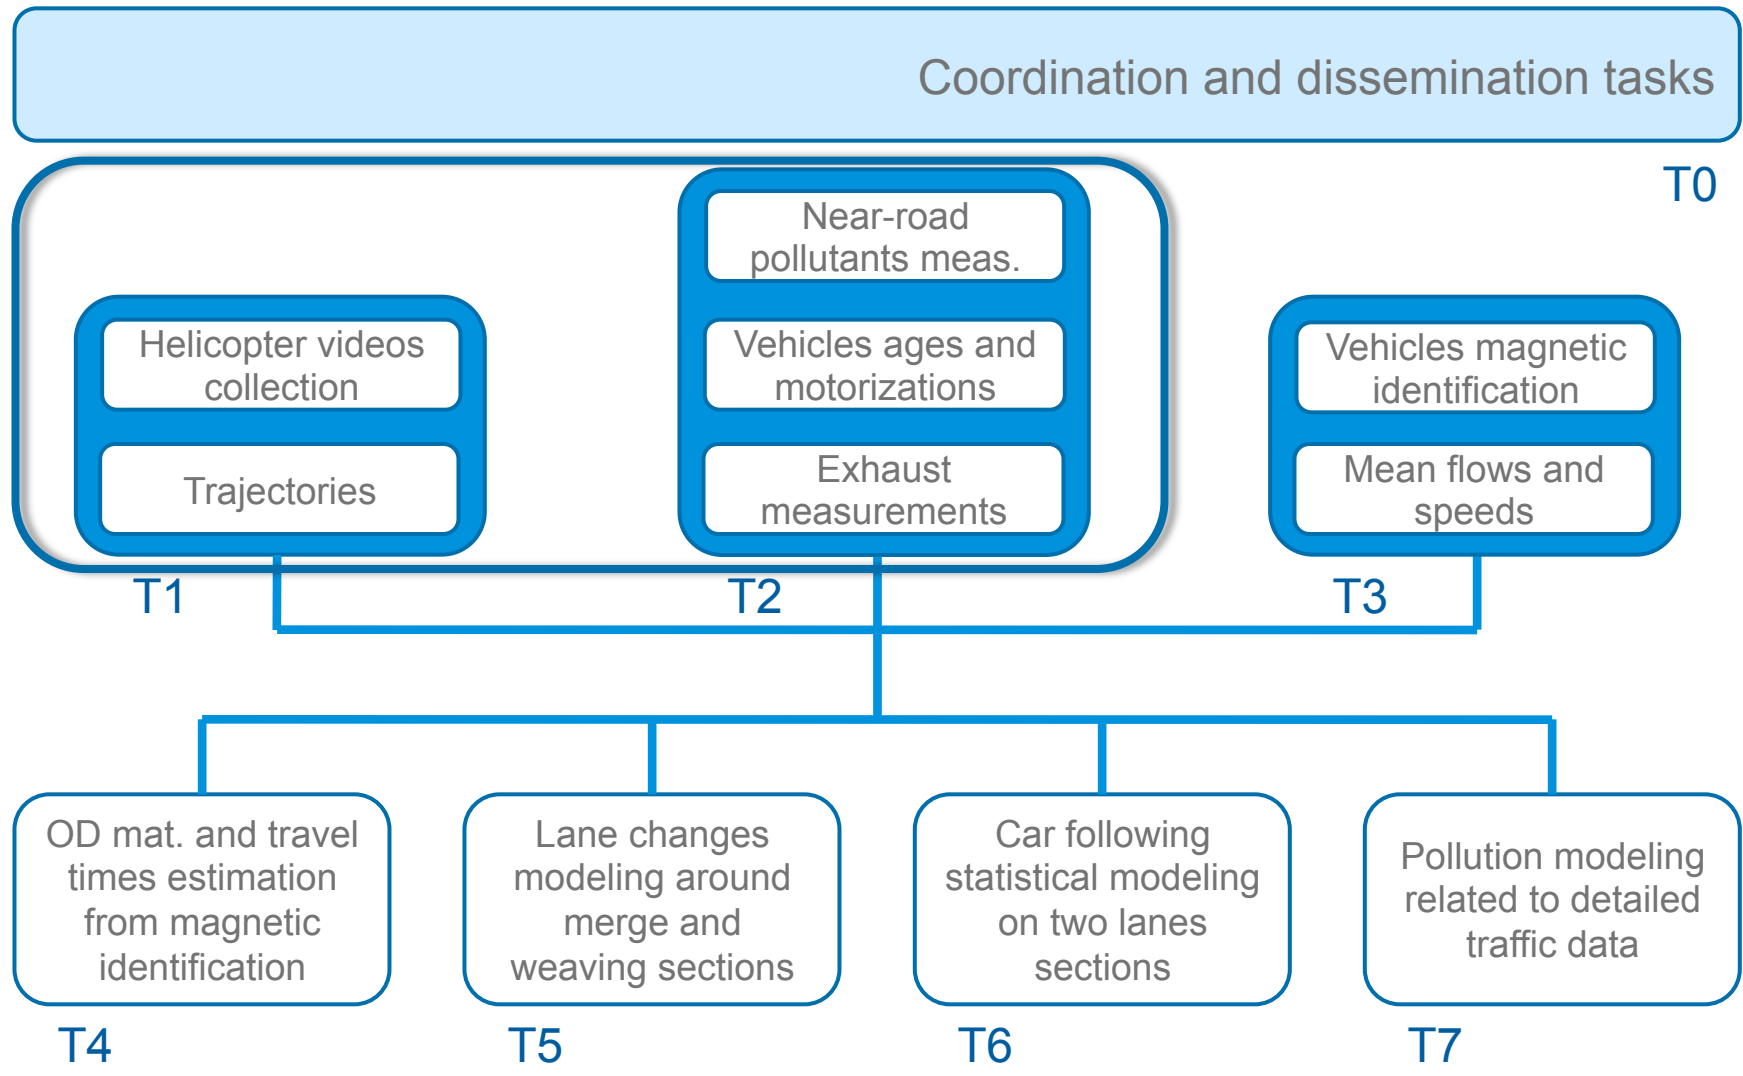 Coordination and dissemination tasks
T0
Near-road
pollutants meas.
Helicopter videos
collection
Vehicles ages and
motorizations
Vehicles magnetic
identification
Trajectories
Exhaust
measurements
Mean flows and
speeds
T1
T2
T3
OD mat. and travel
times estimation
from magnetic
identification
Lane changes
modeling around
merge and
weaving sections
Car following
statistical modeling
on two lanes
sections
Pollution modeling
related to detailed
traffic data
T4
T5
T6
T7